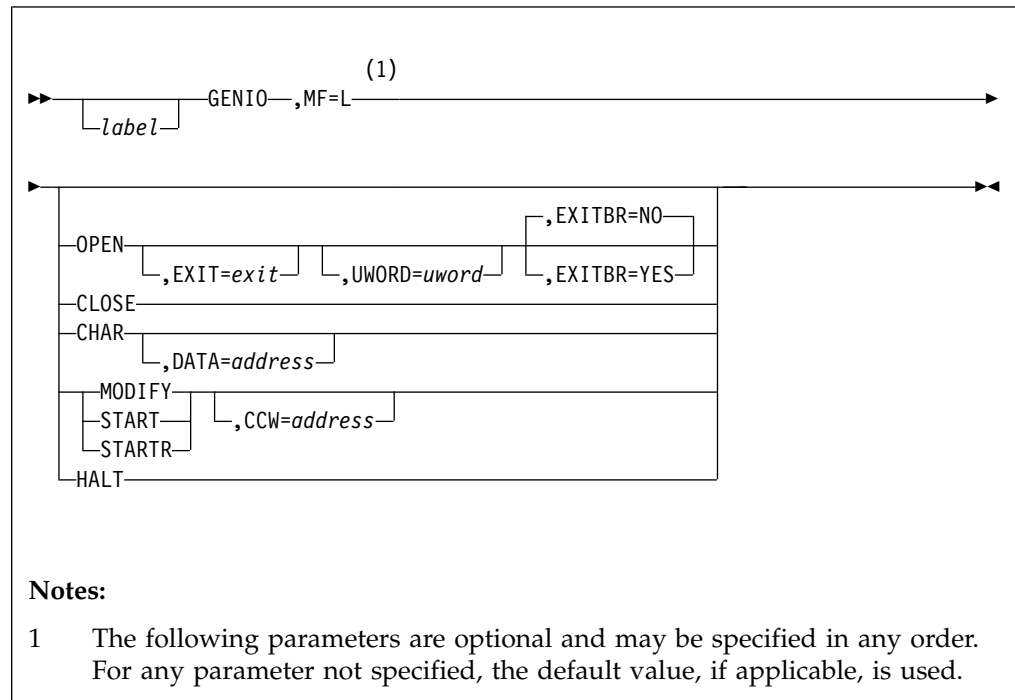 (1)
GENIO ,MF=L
label
,EXITBR=NO
OPEN
,EXIT=exit ,UWORD=uword ,EXITBR=YES
CLOSE
CHAR
,DATA=address
MODIFY
START ,CCW=address
STARTR
HALT
Notes:
1 The following parameters are optional and may be specified in any order.
For any parameter not specified, the default value, if applicable, is used.